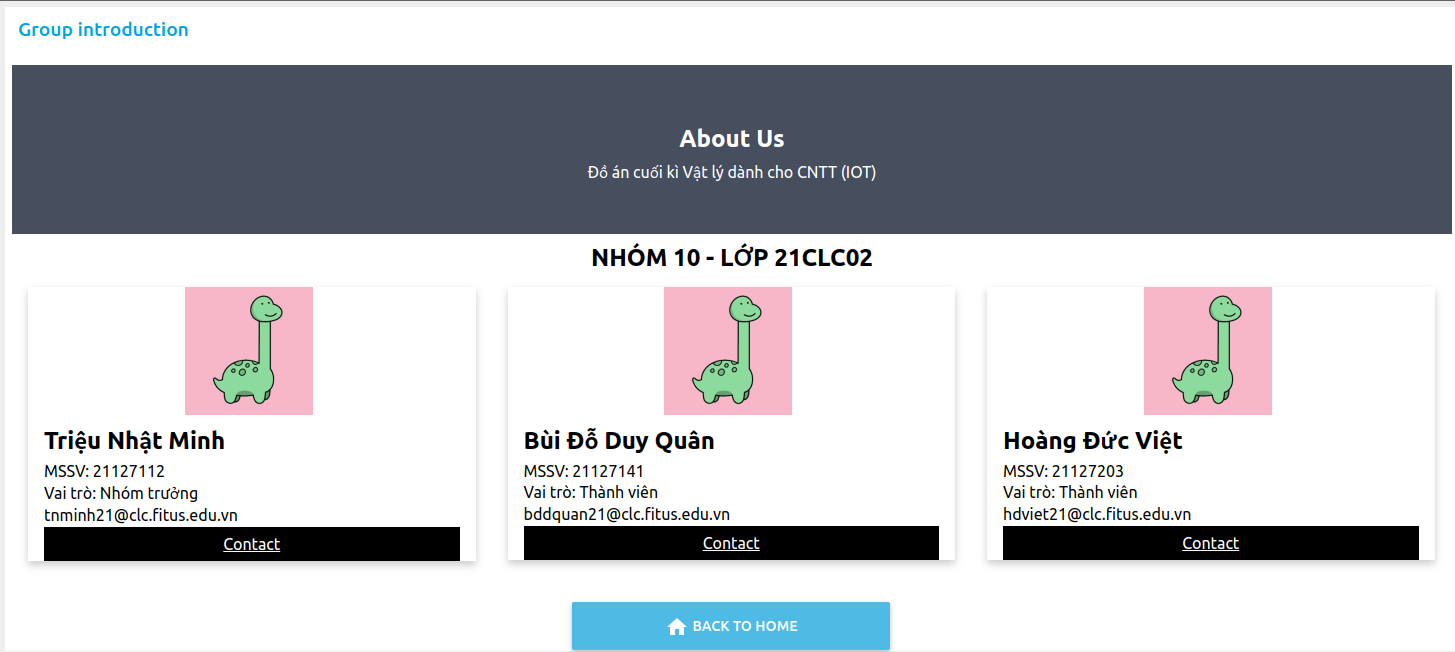 Group introduction
About Us
Đồ án cuối kì Vật lý dành cho CNTT (IOT)
NHÓM 10 - LỚP 21CLC02
Triệu Nhật Minh
MSSV: 21127112
Vai trò: Nhóm trưởng
tnminh21@clc.fitus.edu.vn
Contact
Bùi Đỗ Duy Quân
MSSV: 21127141
Vai trò: Thành viên
bddquan21@clc.fitus.edu.vn
Contact
Hoàng Đức Việt
MSSV: 21127203
Vai trò: Thành viên
hdviet21@clc.fitus.edu.vn
Contact
BACK TO HOME